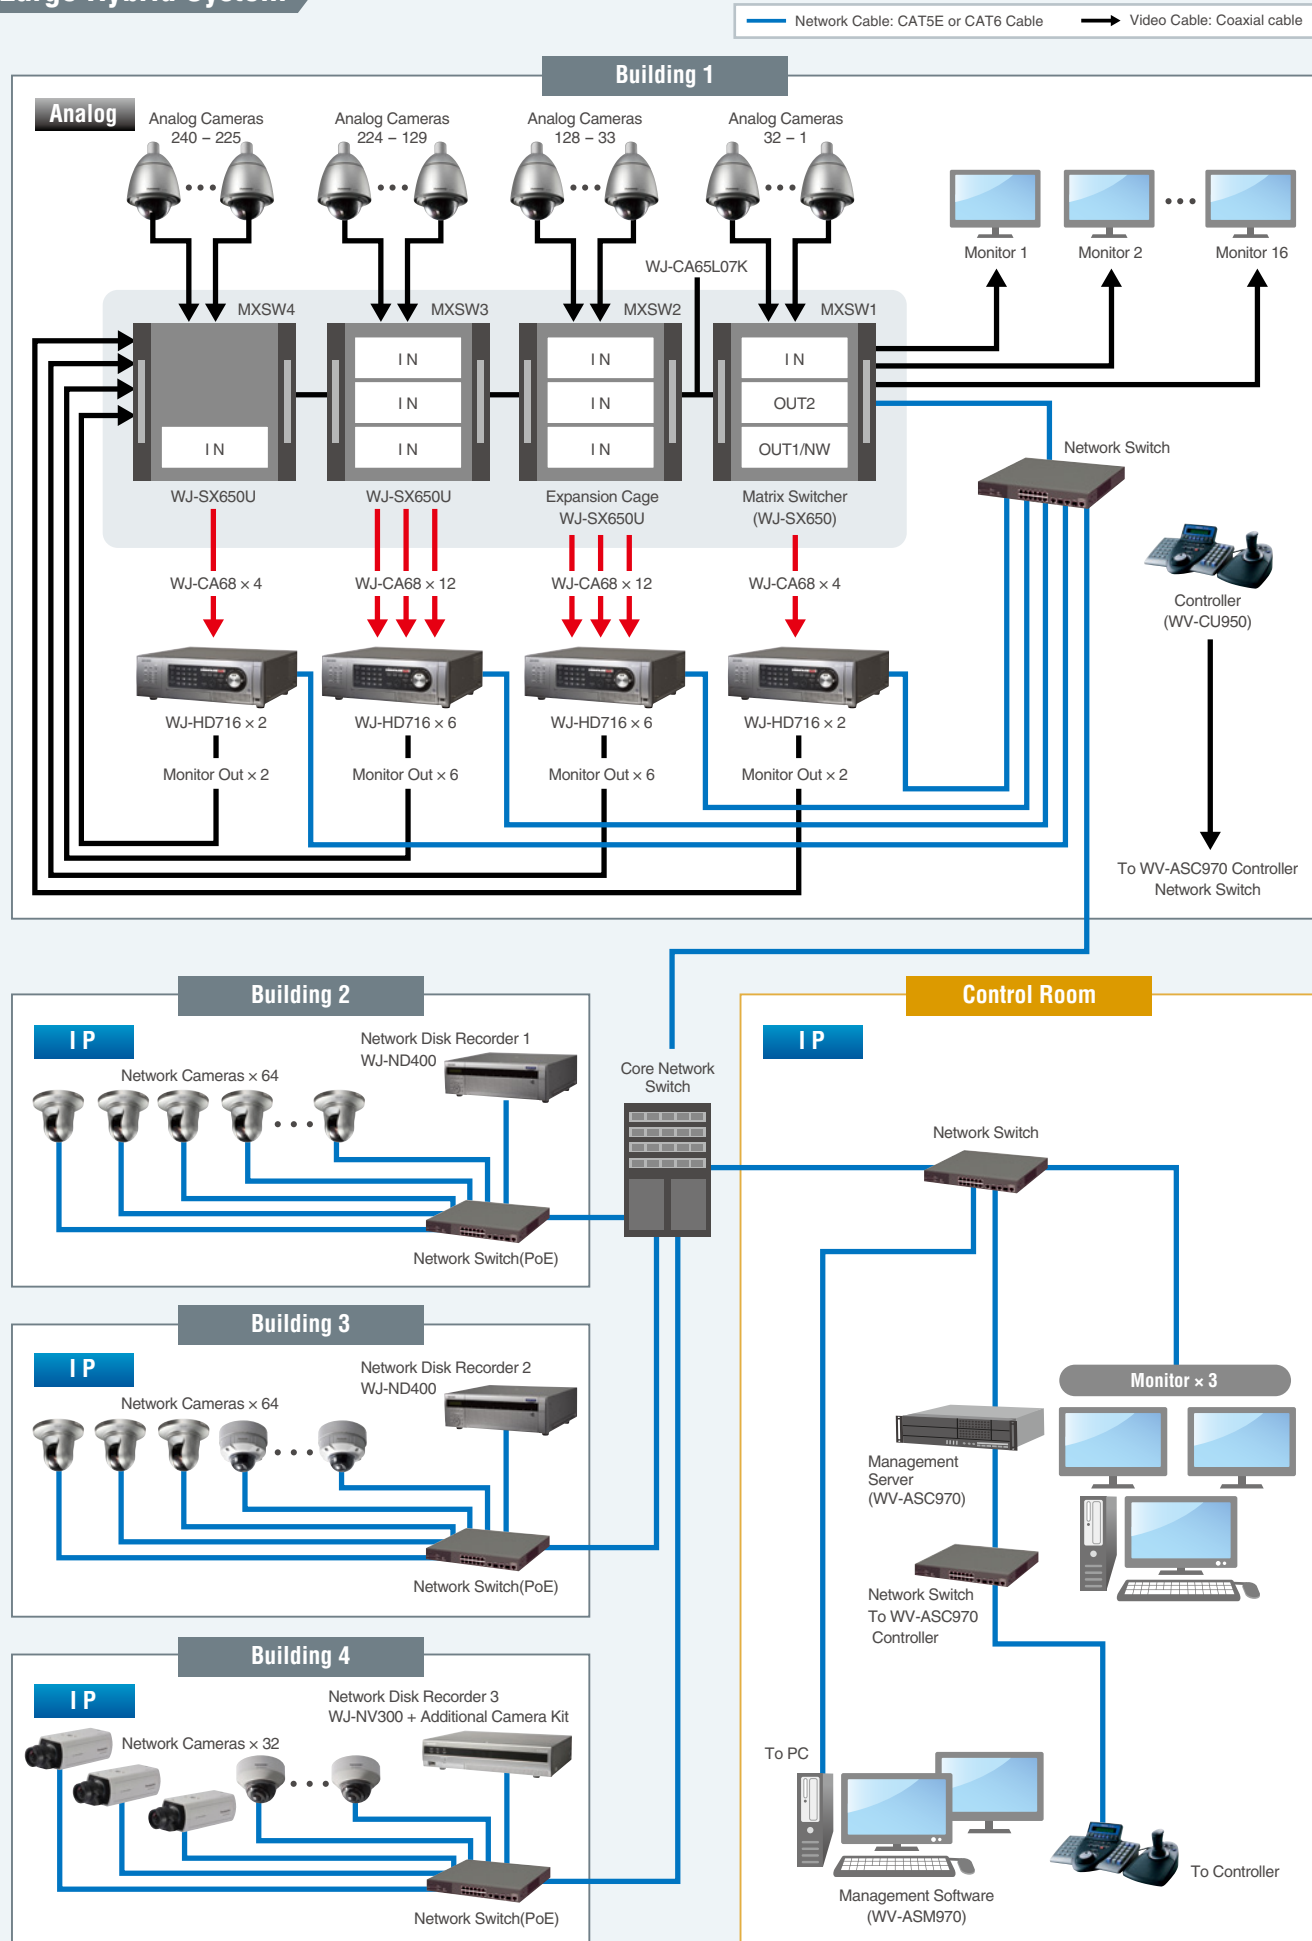 Large Hybrid System
Network Cable: CAT5E or CAT6 Cable
Video Cable: Coaxial cable
Building 1
Analog
Analog Cameras
240 – 225
Analog Cameras
224 – 129
Analog Cameras
128 – 33
Analog Cameras
32 – 1
Monitor 1
Monitor 2
Monitor 16
WJ-CA65L07K
MXSW4
MXSW3
MXSW2
MXSW1
IN
IN
IN
IN
IN
IN
IN
IN
OUT2
OUT1/NW
WJ-SX650U
WJ-SX650U
Expansion Cage
WJ-SX650U
Matrix Switcher
(WJ-SX650)
Network Switch
WJ-CA68 × 4
WJ-CA68 × 12
WJ-CA68 × 12
WJ-CA68 × 4
Controller
(WV-CU950)
WJ-HD716 × 2
WJ-HD716 × 6
WJ-HD716 × 6
WJ-HD716 × 2
Monitor Out × 2
Monitor Out × 6
Monitor Out × 6
Monitor Out × 2
To WV-ASC970 Controller
Network Switch
Building 2
IP
Network Disk Recorder 1
WJ-ND400
Network Cameras × 64
Network Switch(PoE)
Core Network
Switch
Building 3
IP
Network Disk Recorder 2
WJ-ND400
Network Cameras × 64
Network Switch(PoE)
Building 4
IP
Network Disk Recorder 3
WJ-NV300 + Additional Camera Kit
Network Cameras × 32
Network Switch(PoE)
Control Room
IP
Network Switch
Monitor × 3
Management
Server
(WV-ASC970)
Network Switch
To WV-ASC970
Controller
To PC
Management Software
(WV-ASM970)
To Controller